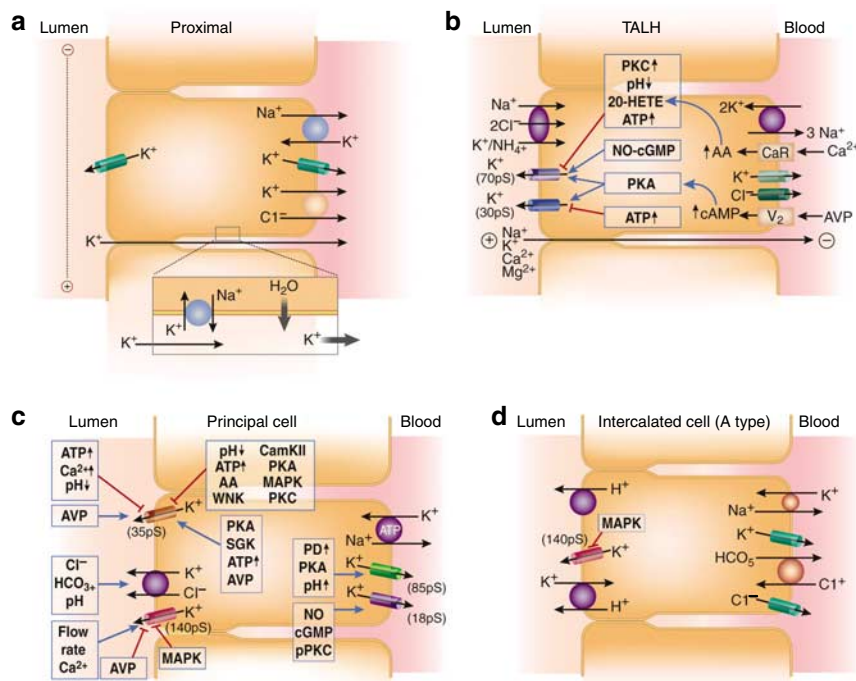 a
Lumen
Proximal
−
+
Na⁺
K⁺
K⁺
K⁺
K⁺
C1⁻
K⁺
Na⁺
H₂O
K⁺
K⁺
K⁺
b
Lumen
TALH
Blood
PKC↑
pH↓
20-HETE
ATP↑
Na⁺
2Cl⁻
K⁺/NH₄⁺
K⁺
(70pS)
K⁺
(30pS)
NO-cGMP
PKA
ATP↑
2K⁺
3 Na⁺
↑AA
CaR
Ca²⁺
K⁺
Cl⁻
↑cAMP
V₂
AVP
+
Na⁺
K⁺
Ca²⁺
Mg²⁺
−
c
Lumen
Principal cell
Blood
ATP↑
Ca²⁺↑
pH↓
AVP
pH↓ CamKII
ATP↑ PKA
AA MAPK
WNK PKC
K⁺
(35pS)
PKA
SGK
ATP↑
AVP
Cl⁻
HCO₃₊
pH
K⁺
Cl⁻
K⁺
(140pS)
Flow
rate
Ca²⁺
AVP
MAPK
PD↑
PKA
pH↑
NO
cGMP
pPKC
K⁺
ATP
Na⁺
K⁺
(85pS)
K⁺
(18pS)
d
Lumen
Intercalated cell (A type)
Blood
H⁺
MAPK
(140pS)
K⁺
K⁺
H⁺
K⁺
Na⁺
K⁺
HCO₅
C1⁺
C1⁻